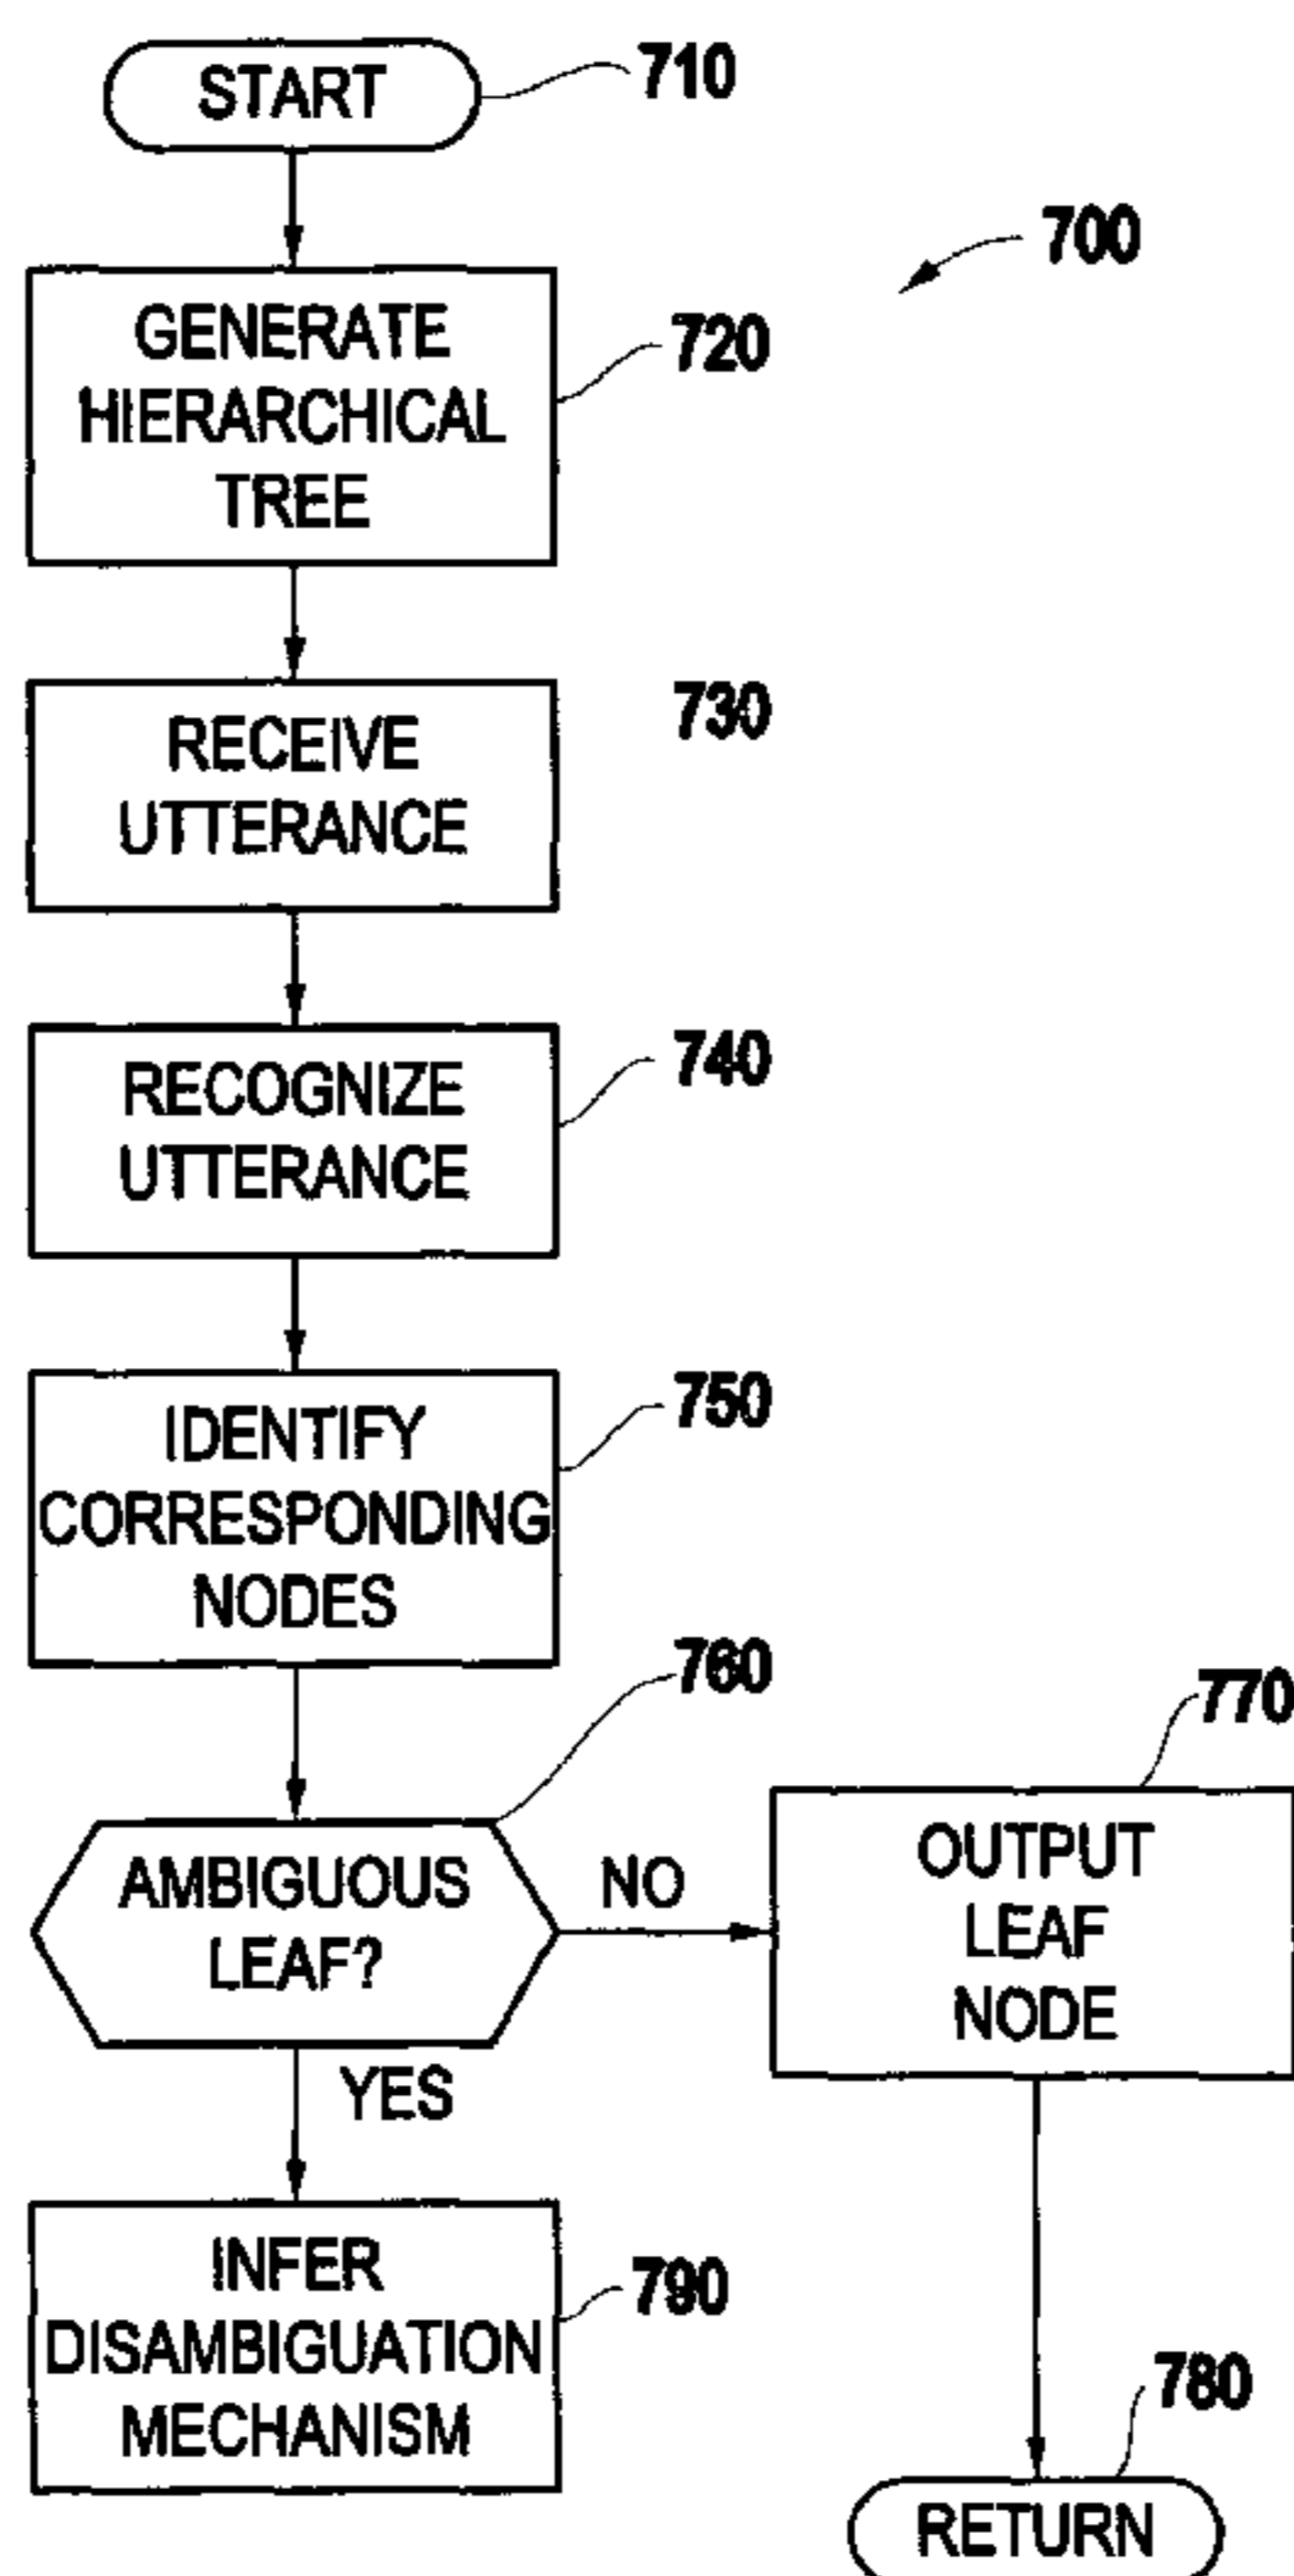 START
710
700
GENERATE
HIERARCHICAL
TREE
720
RECEIVE
UTTERANCE
730
RECOGNIZE
UTTERANCE
740
IDENTIFY
CORRESPONDING
NODES
750
AMBIGUOUS
LEAF?
760
NO
OUTPUT
LEAF
NODE
770
YES
INFER
DISAMBIGUATION
MECHANISM
790
780
RETURN